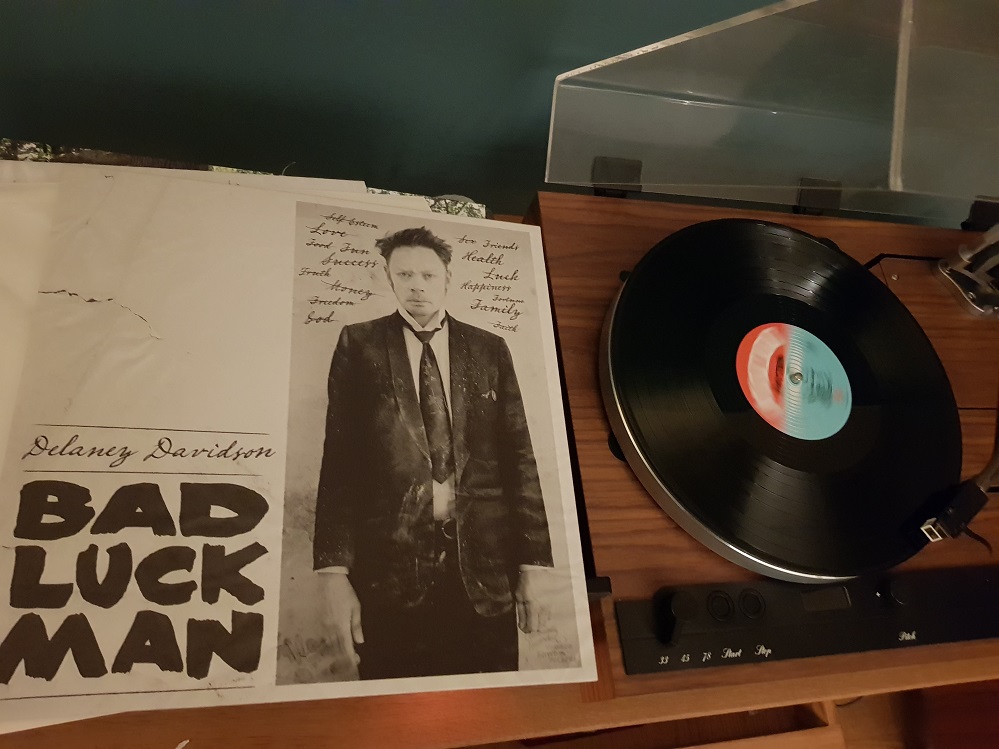 Self Esteem
Love
Food Fun
Success
Truth
Money
Freedom
God
Friends
Health
Luck
Happiness
Fortune
Family
Faith
Delaney Davidson
BAD
LUCK
MAN
33 45 78 Start Stop
Pitch